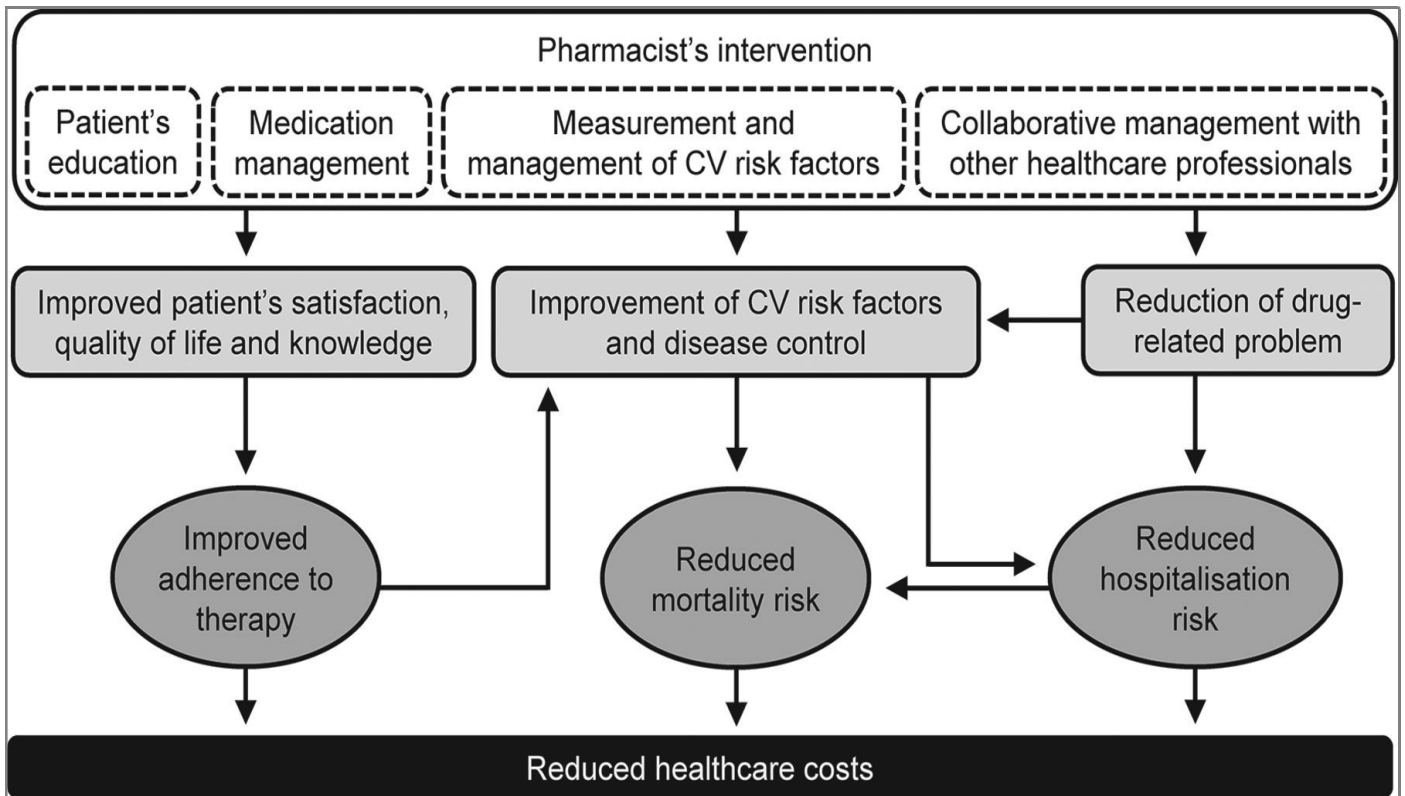 Pharmacist’s intervention
Patient’s
education
Medication
management
Measurement and
management of CV risk factors
Collaborative management with
other healthcare professionals
Improved patient’s satisfaction,
quality of life and knowledge
Improvement of CV risk factors
and disease control
Reduction of drug-
related problem
Improved
adherence to
therapy
Reduced
mortality risk
Reduced
hospitalisation
risk
Reduced healthcare costs